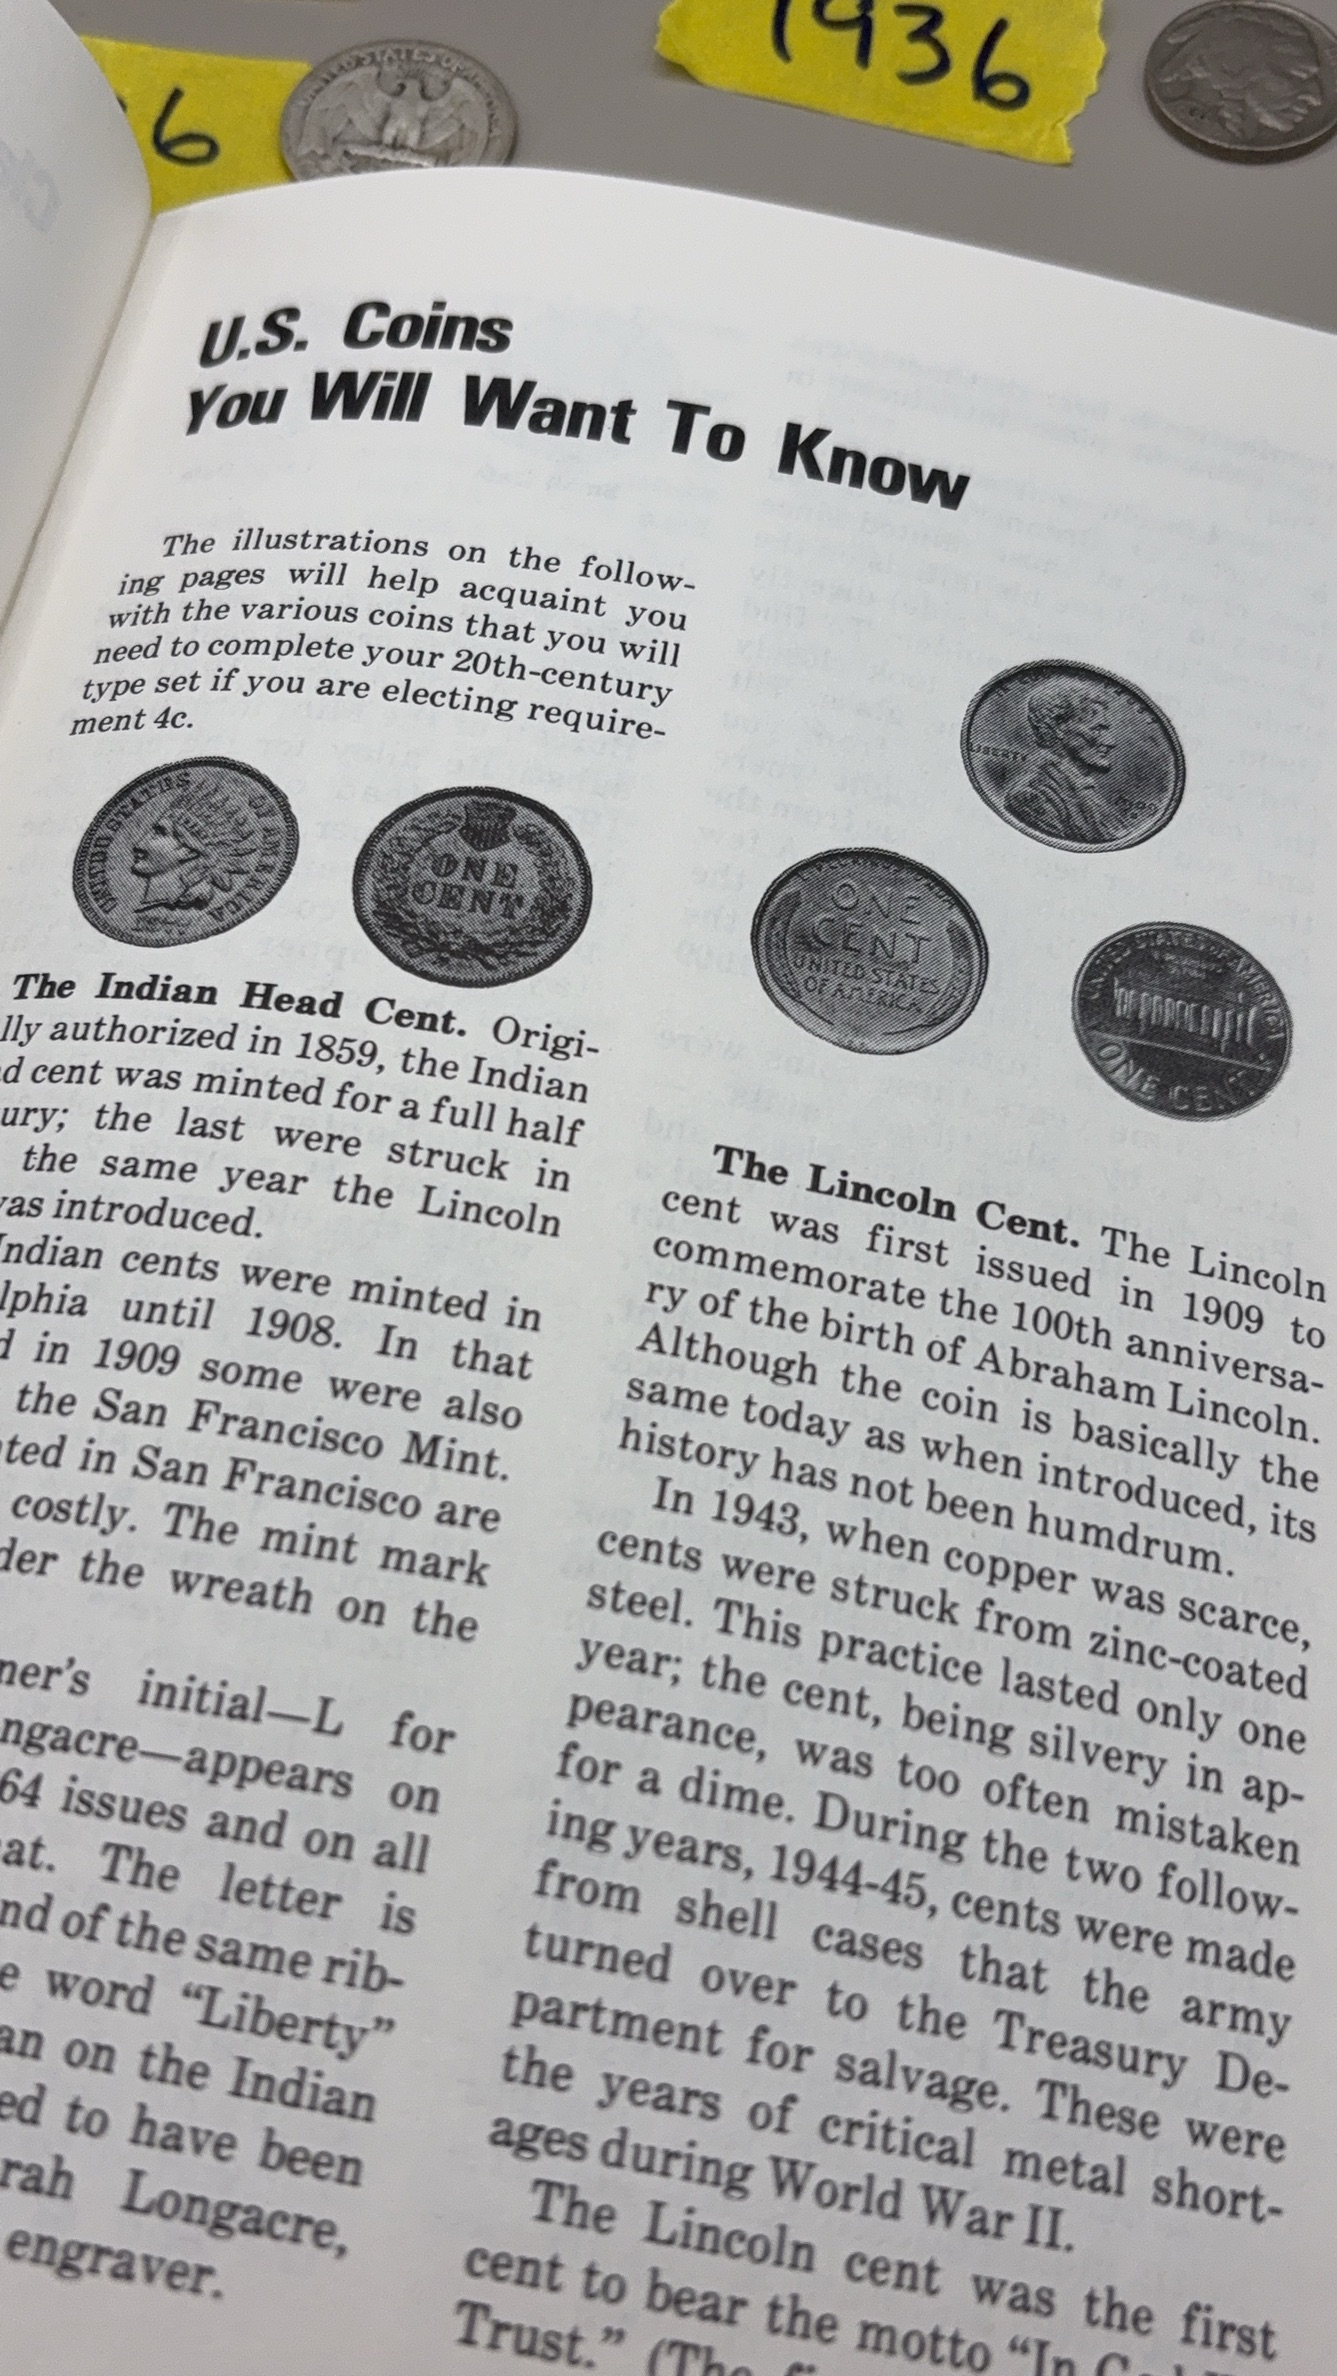 1936
6
U.S. Coins
You Will Want To Know
The illustrations on the follow-
ing pages will help acquaint you
with the various coins that you will
need to complete your 20th-century
type set if you are electing require-
ment 4c.
UNITED STATES OF AMERICA
ONE
CENT
The Indian Head Cent. Origi-
lly authorized in 1859, the Indian
d cent was minted for a full half
ury; the last were struck in
the same year the Lincoln
as introduced.
Indian cents were minted in
lphia until 1908. In that
d in 1909 some were also
the San Francisco Mint.
ted in San Francisco are
costly. The mint mark
der the wreath on the
ner's initial—L for
ngacre—appears on
64 issues and on all
at. The letter is
nd of the same rib-
e word "Liberty"
an on the Indian
ed to have been
rah Longacre,
engraver.
LIBERTY
ONE
CENT
UNITED STATES
OF AMERICA
UNITED STATES OF AMERICA
ONE CENT
The Lincoln Cent. The Lincoln
cent was first issued in 1909 to
commemorate the 100th anniversa-
ry of the birth of Abraham Lincoln.
Although the coin is basically the
same today as when introduced, its
history has not been humdrum.
In 1943, when copper was scarce,
cents were struck from zinc-coated
steel. This practice lasted only one
year; the cent, being silvery in ap-
pearance, was too often mistaken
for a dime. During the two follow-
ing years, 1944-45, cents were made
from shell cases that the army
turned over to the Treasury De-
partment for salvage. These were
the years of critical metal short-
ages during World War II.
The Lincoln cent was the first
cent to bear the motto "In
Trust." (The